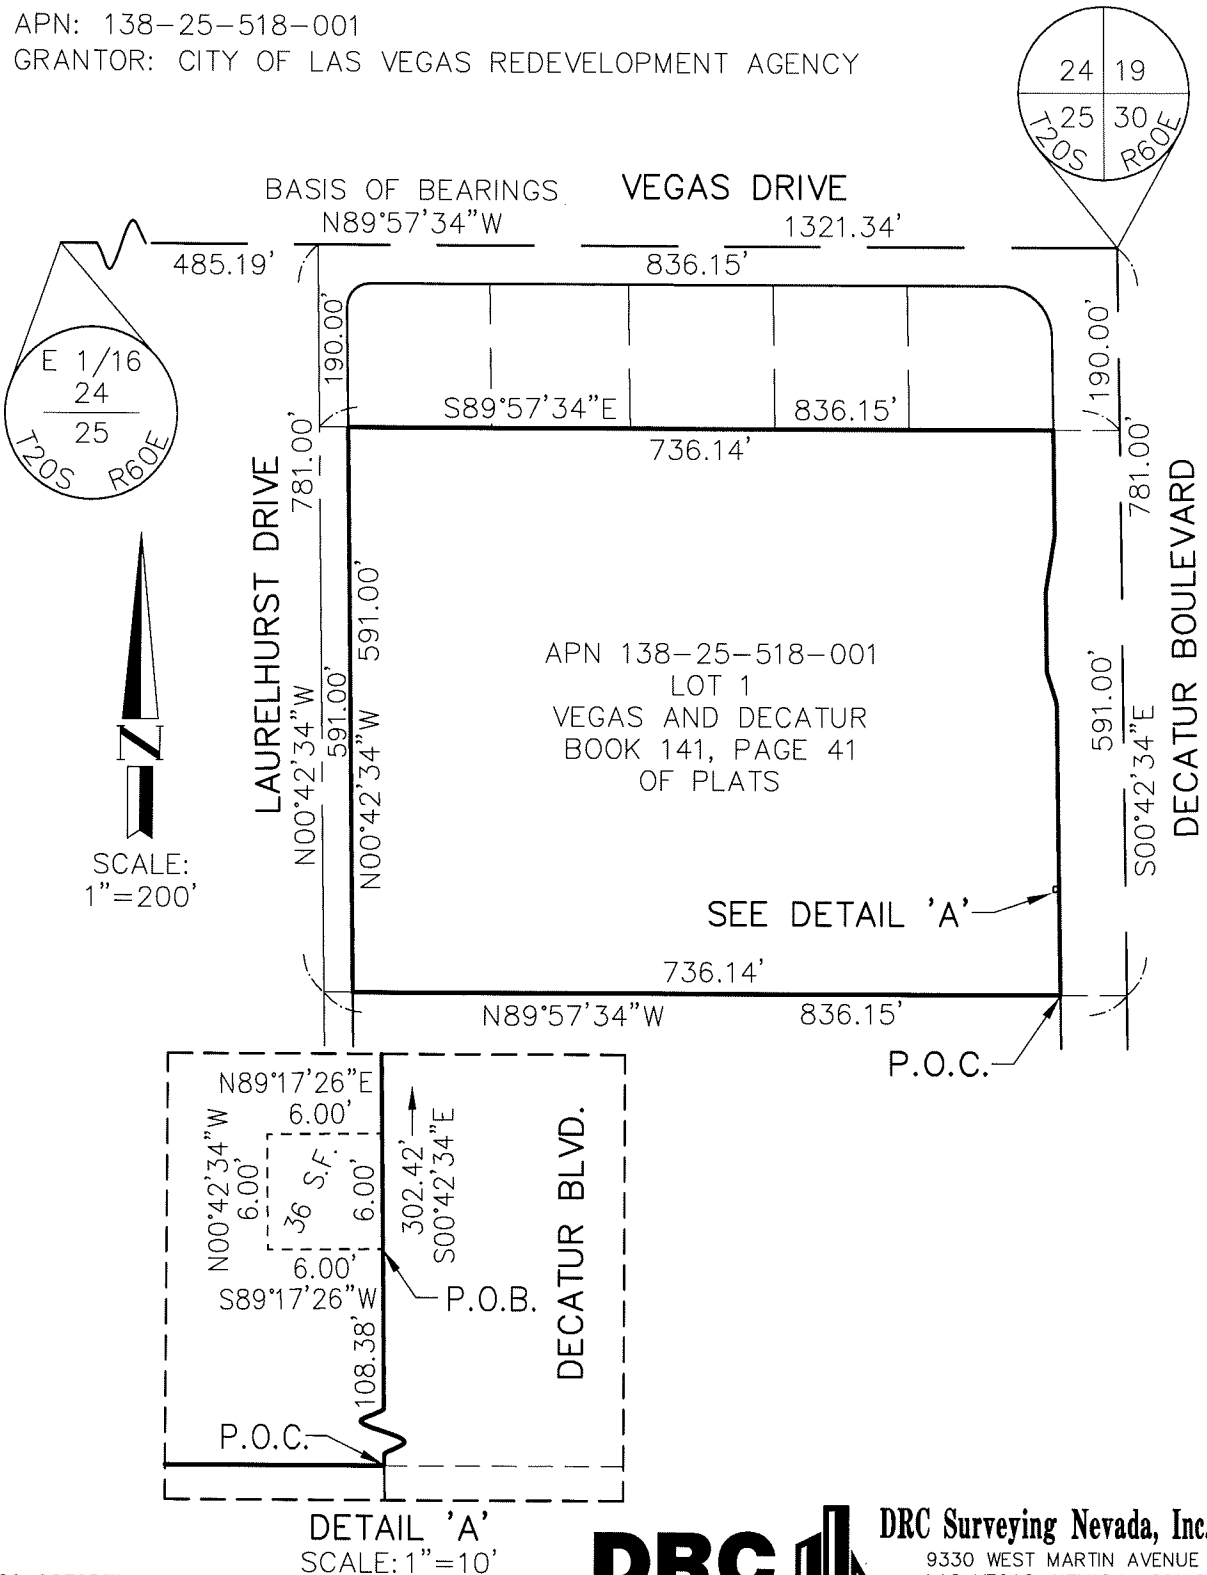 APN: 138-25-518-001
GRANTOR: CITY OF LAS VEGAS REDEVELOPMENT AGENCY
24 19
25 30
T20S R60E
BASIS OF BEARINGS
VEGAS DRIVE
N89°57'34"W
1321.34'
485.19'
836.15'
190.00'
190.00'
E 1/16
24
25
T20S R60E
S89°57'34"E
836.15'
736.14'
781.00'
781.00'
LAURELHURST DRIVE
DECATUR BOULEVARD
N00°42'34"W
591.00'
N00°42'34"W
591.00'
591.00'
S00°42'34"E
APN 138-25-518-001
LOT 1
VEGAS AND DECATUR
BOOK 141, PAGE 41
OF PLATS
N
SCALE:
1"=200'
SEE DETAIL 'A'
736.14'
N89°57'34"W
836.15'
P.O.C.
N89°17'26"E
6.00'
N00°42'34"W
6.00'
36 S.F.
6.00'
302.42'
S00°42'34"E
DECATUR BLVD.
6.00'
S89°17'26"W
P.O.B.
108.38'
P.O.C.
DETAIL 'A'
SCALE: 1"=10'
DRC
DRC Surveying Nevada, Inc.
9330 WEST MARTIN AVENUE